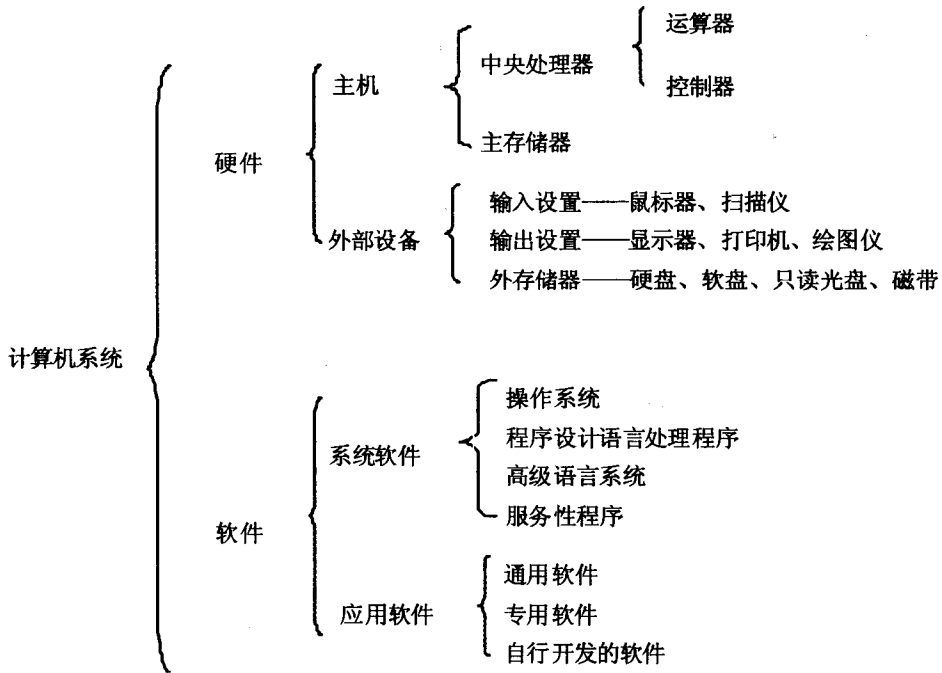 运算器
中央处理器
控制器
主机
主存储器
硬件
输入设置——鼠标器、扫描仪
外部设备
输出设置——显示器、打印机、绘图仪
外存储器——硬盘、软盘、只读光盘、磁带
计算机系统
操作系统
程序设计语言处理程序
系统软件
高级语言系统
服务性程序
软件
通用软件
应用软件
专用软件
自行开发的软件